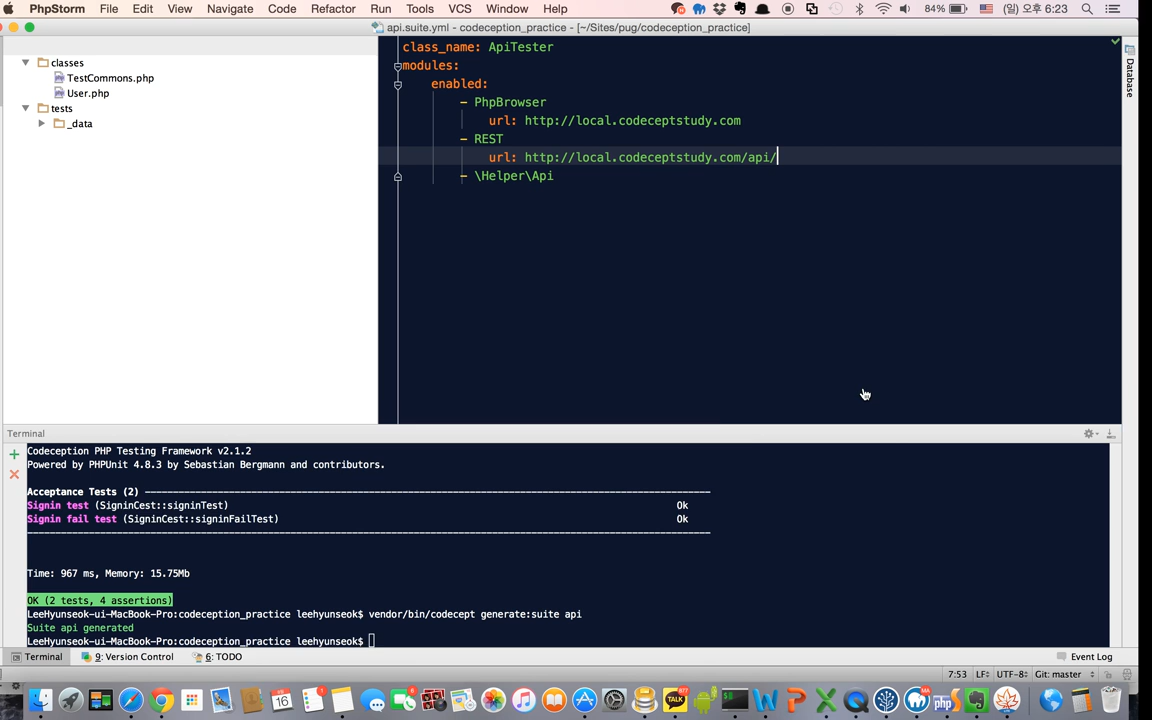 PhpStorm File Edit View Navigate Code Refactor Run Tools VCS Window Help 84% (일) 오후 6:23
api.suite.yml - codeception_practice - [~/Sites/pug/codeception_practice]
classes
TestCommons.php
User.php
tests
_data
class_name: ApiTester
modules:
enabled:
- PhpBrowser
url: http://local.codeceptstudy.com
- REST
url: http://local.codeceptstudy.com/api/
- \Helper\Api
Database
Terminal
Codeception PHP Testing Framework v2.1.2
Powered by PHPUnit 4.8.3 by Sebastian Bergmann and contributors.
Acceptance Tests (2)
Signin test (SigninCest::signinTest) Ok
Signin fail test (SigninCest::signinFailTest) Ok
Time: 967 ms, Memory: 15.75Mb
OK (2 tests, 4 assertions)
LeeHyunseok-ui-MacBook-Pro:codeception_practice leehyunseok$ vendor/bin/codecept generate:suite api
Suite api generated
LeeHyunseok-ui-MacBook-Pro:codeception_practice leehyunseok$
Terminal 9: Version Control 6: TODO Event Log
7:53 LF UTF-8 Git: master